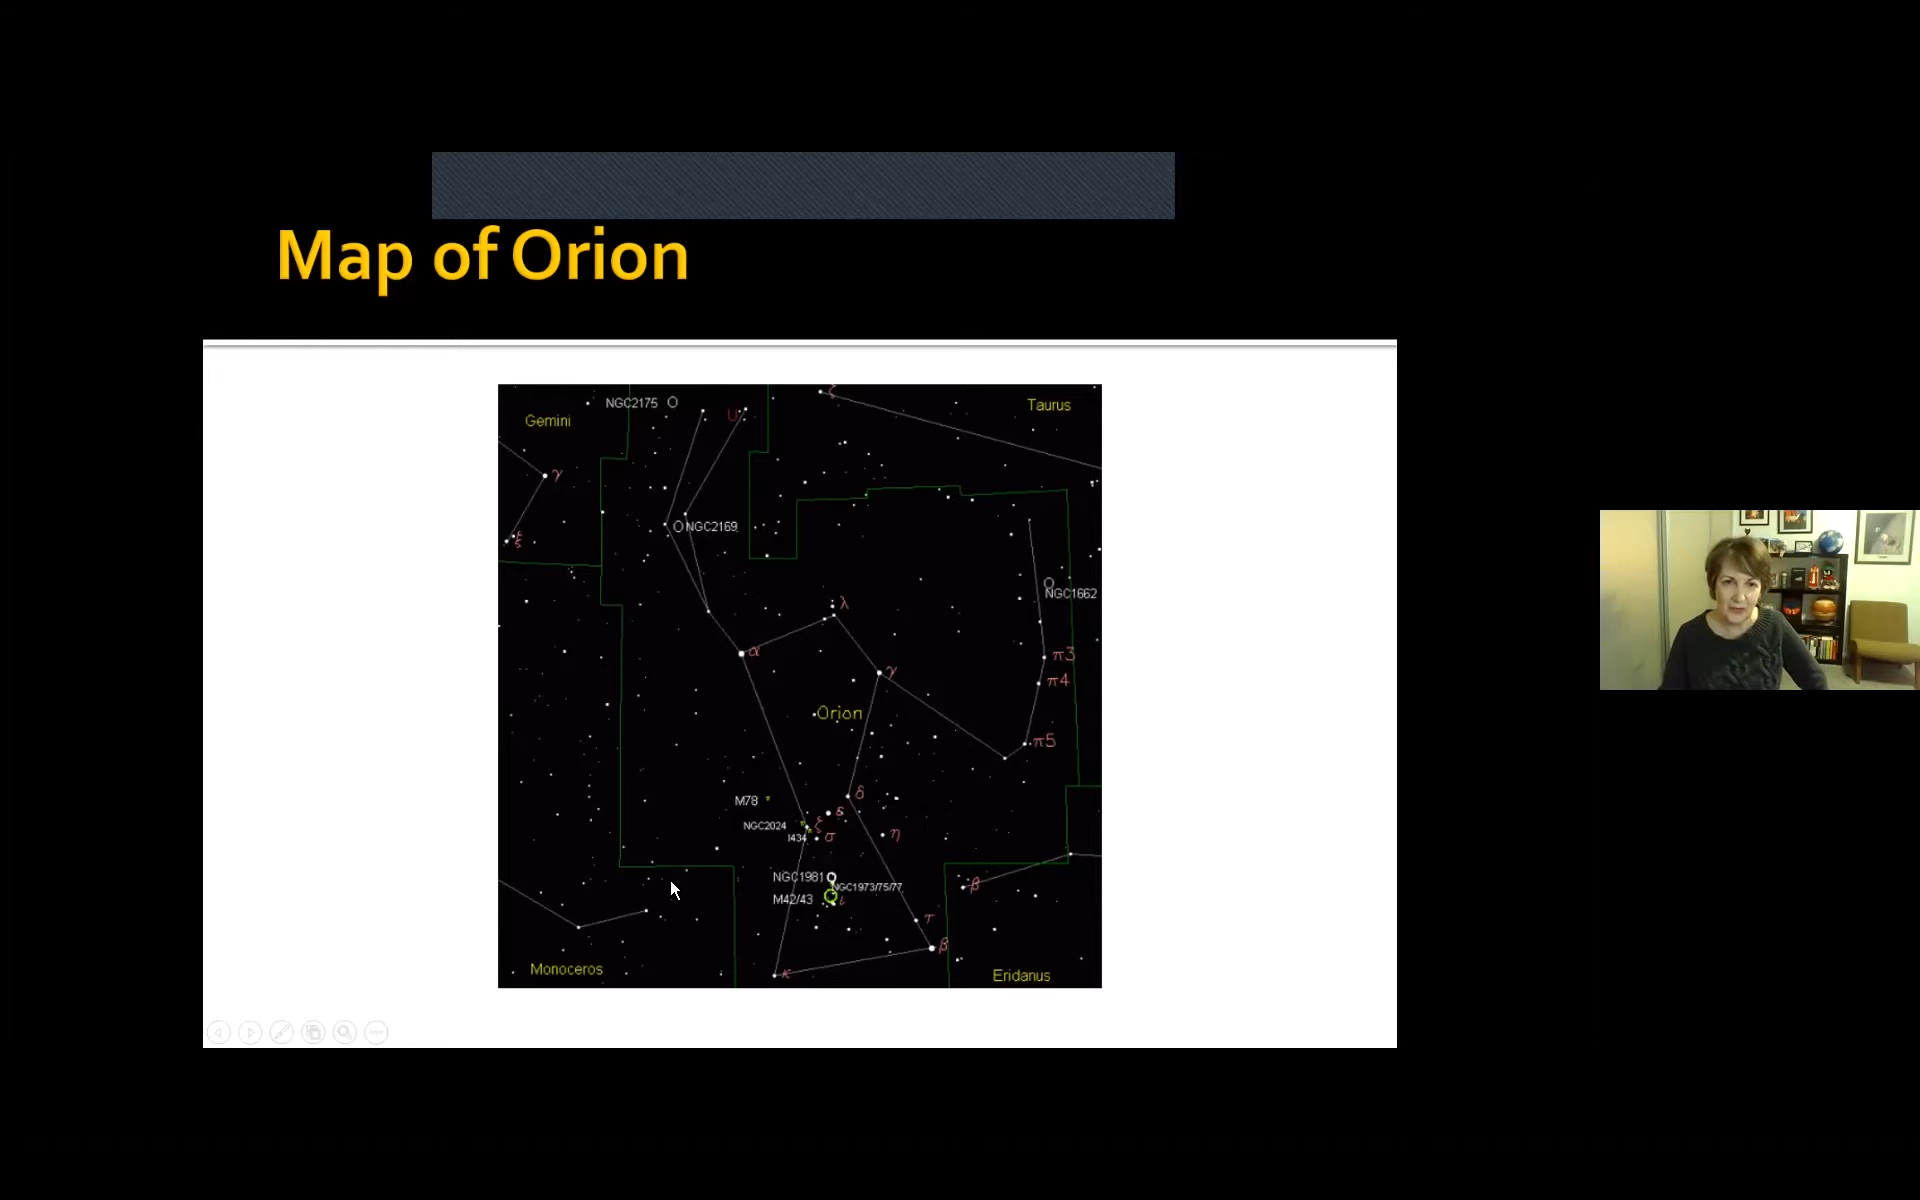 Map of Orion
NGC2175
U
ζ
Taurus
Gemini
γ
ξ
NGC2169
NGC1662
λ
α
π3
γ
π4
Orion
π5
M78
δ
ε
NGC2024
ξ
I434
σ
η
NGC1981
NGC1973/75/77
β
M42/43
ι
τ
β
κ
Monoceros
Eridanus